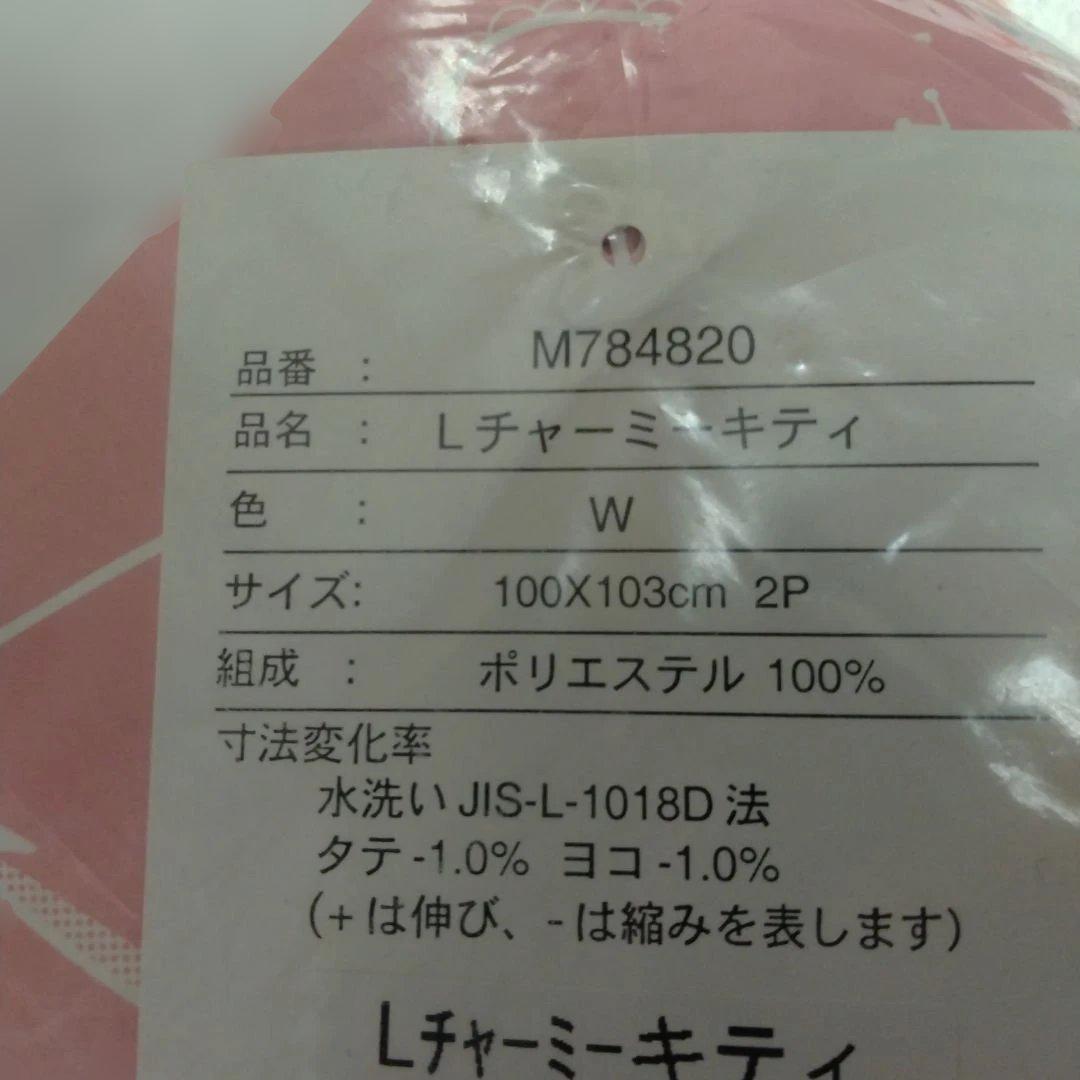 品番 : M784820
品名 : Lチャーミーキティ
色 : W
サイズ: 100X103cm 2P
組成 : ポリエステル 100%
寸法変化率
水洗い JIS-L-1018D 法
タテ -1.0% ヨコ -1.0%
(+は伸び、-は縮みを表します)
Lチャーミーキティ